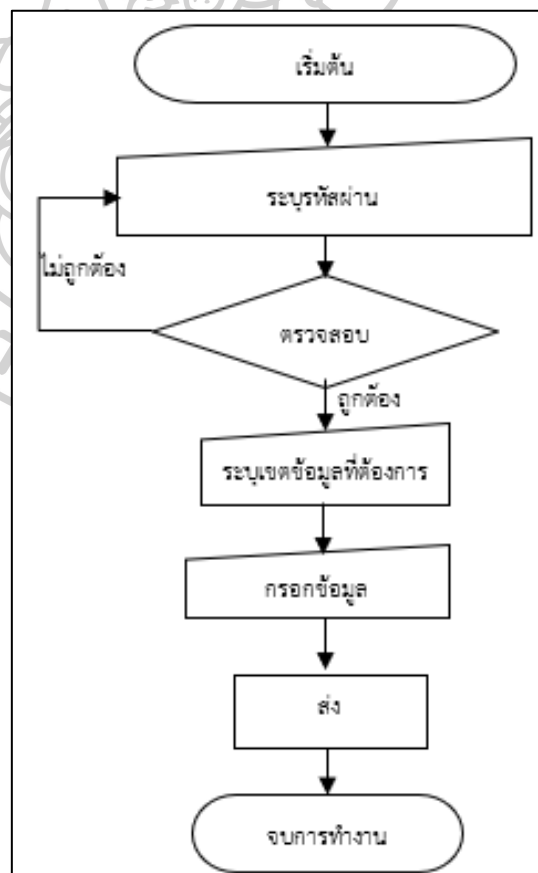 เริ่มต้น
ระบุรหัสผ่าน
ไม่ถูกต้อง
ตรวจสอบ
ถูกต้อง
ระบุเขตข้อมูลที่ต้องการ
กรอกข้อมูล
ส่ง
จบการทำงาน